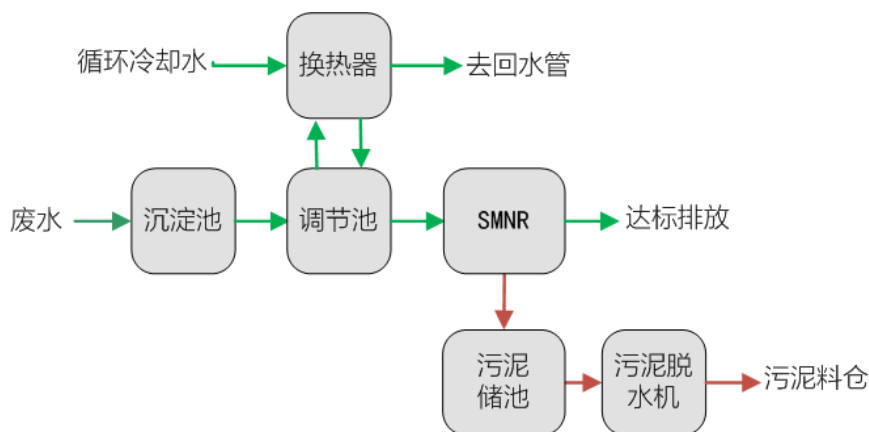 循环冷却水
换热器
去回水管
废水
沉淀池
调节池
SMNR
达标排放
污泥
储池
污泥脱
水机
污泥料仓